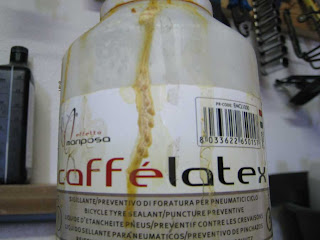 effetto
mariposa
caffélatex
SIGILLANTE/PREVENTIVO DI FORATURA PER PNEUMATICI CICLO
BICYCLE TYRE SEALANT/PUNCTURE PREVENTIVE
LIQUIDE D'ETANCHEITE PNEUS/PREVENTIF CONTRE LES CREVAISONS
LIQUIDO SELLANTE PARA NEUMATICOS/PREVENTIVO DE PINCHAZO